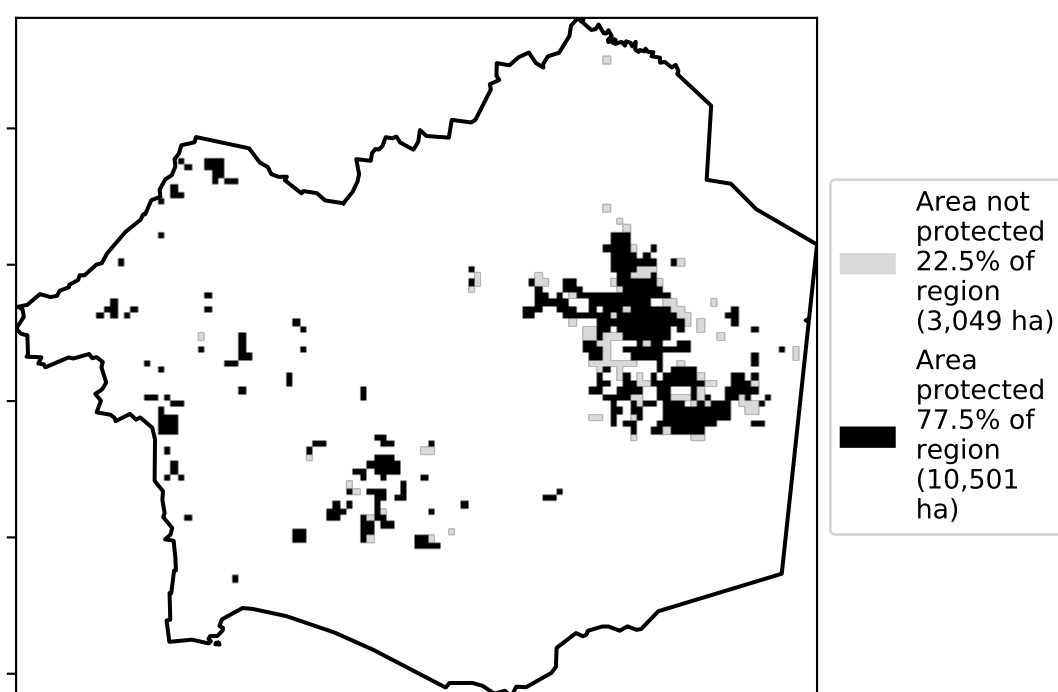 Area not
protected
22.5% of
region
(3,049 ha)
Area
protected
77.5% of
region
(10,501
ha)